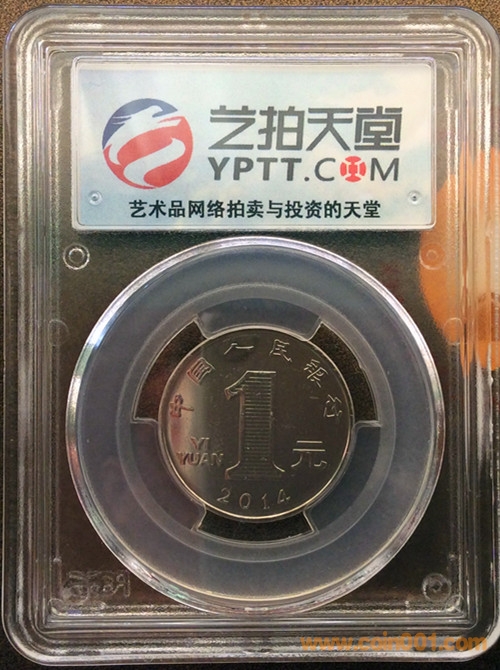 艺拍天堂
YPTT.COM
艺术品网络拍卖与投资的天堂
中国人民银行
YI
YUAN
1
元
2014
www.coin001.com